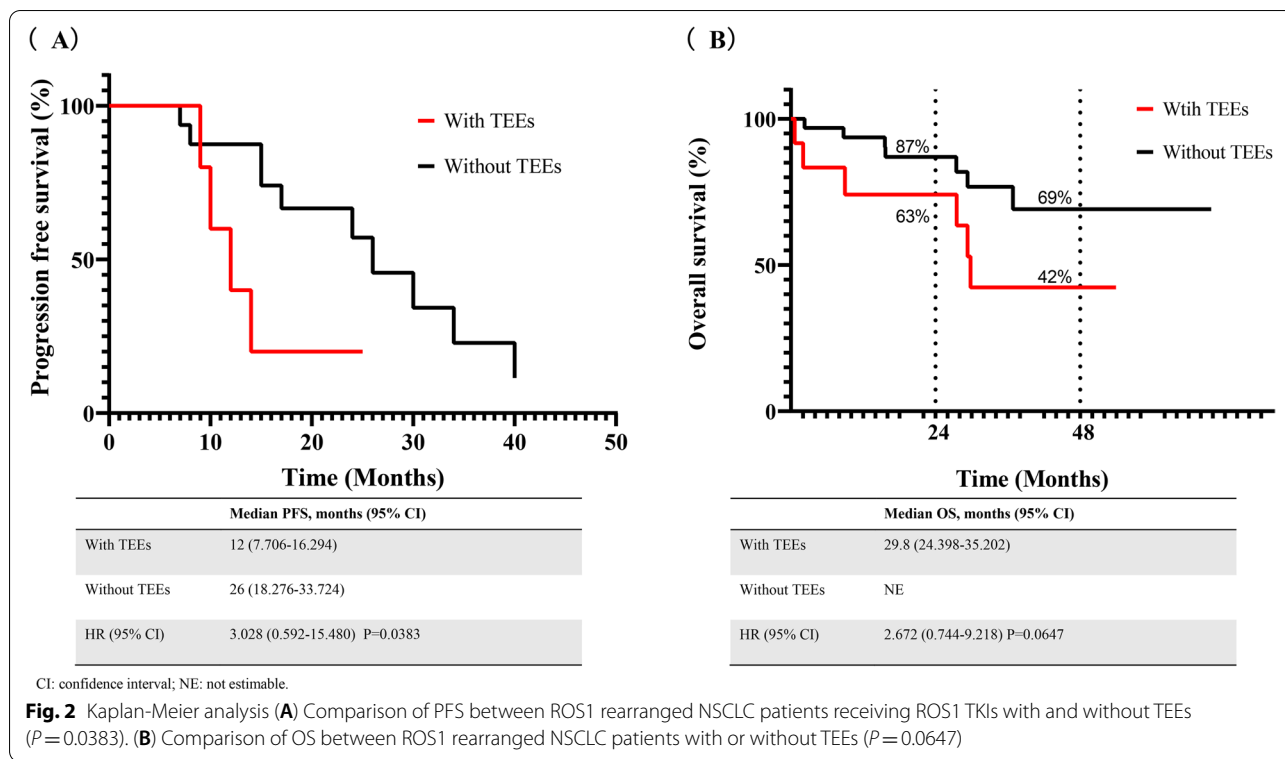 ( A)
Progression free survival (%)
100
50
0
With TEEs
Without TEEs
0 10 20 30 40 50
Time (Months)
Median PFS, months (95% CI)
With TEEs 12 (7.706-16.294)
Without TEEs 26 (18.276-33.724)
HR (95% CI) 3.028 (0.592-15.480) P=0.0383
( B)
Overall survival (%)
100
50
0
Wtih TEEs
Without TEEs
87%
63%
69%
42%
24 48
Time (Months)
Median OS, months (95% CI)
With TEEs 29.8 (24.398-35.202)
Without TEEs NE
HR (95% CI) 2.672 (0.744-9.218) P=0.0647
CI: confidence interval; NE: not estimable.
Fig. 2 Kaplan-Meier analysis (A) Comparison of PFS between ROS1 rearranged NSCLC patients receiving ROS1 TKIs with and without TEEs
(P = 0.0383). (B) Comparison of OS between ROS1 rearranged NSCLC patients with or without TEEs (P = 0.0647)